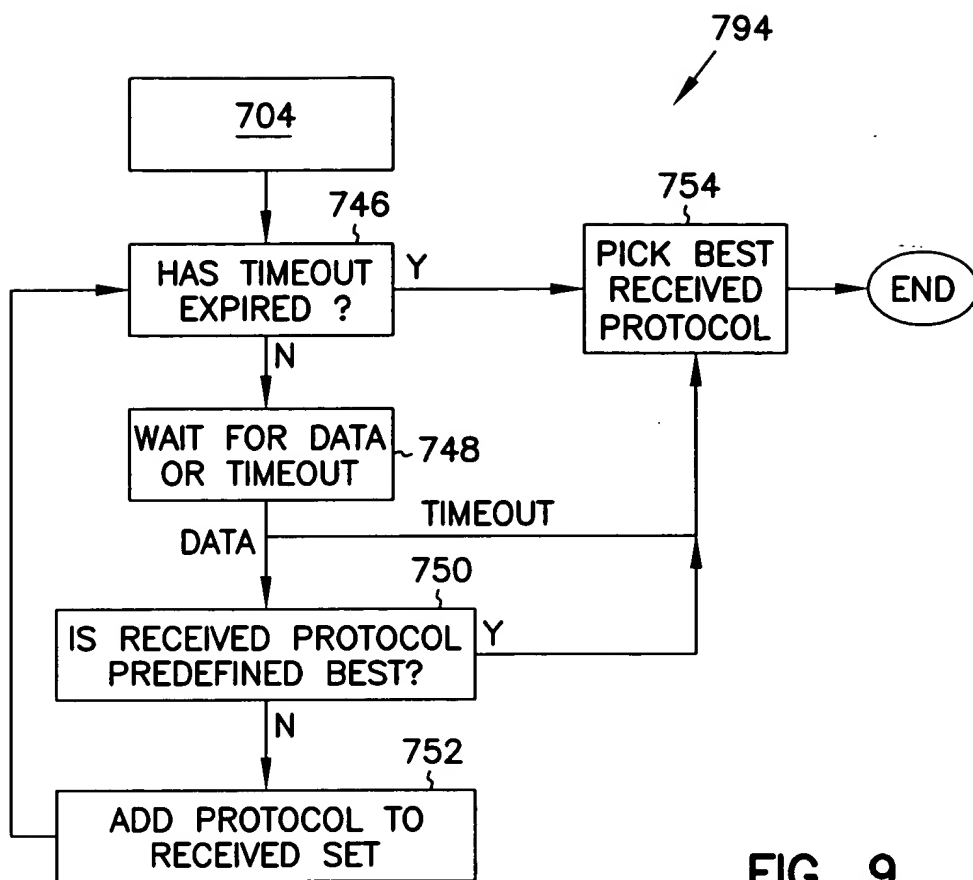 794
704
746
HAS TIMEOUT
EXPIRED ?
Y
754
PICK BEST
RECEIVED
PROTOCOL
END
N
WAIT FOR DATA
OR TIMEOUT
748
TIMEOUT
DATA
750
IS RECEIVED PROTOCOL
PREDEFINED BEST?
Y
N
752
ADD PROTOCOL TO
RECEIVED SET
FIG. 9